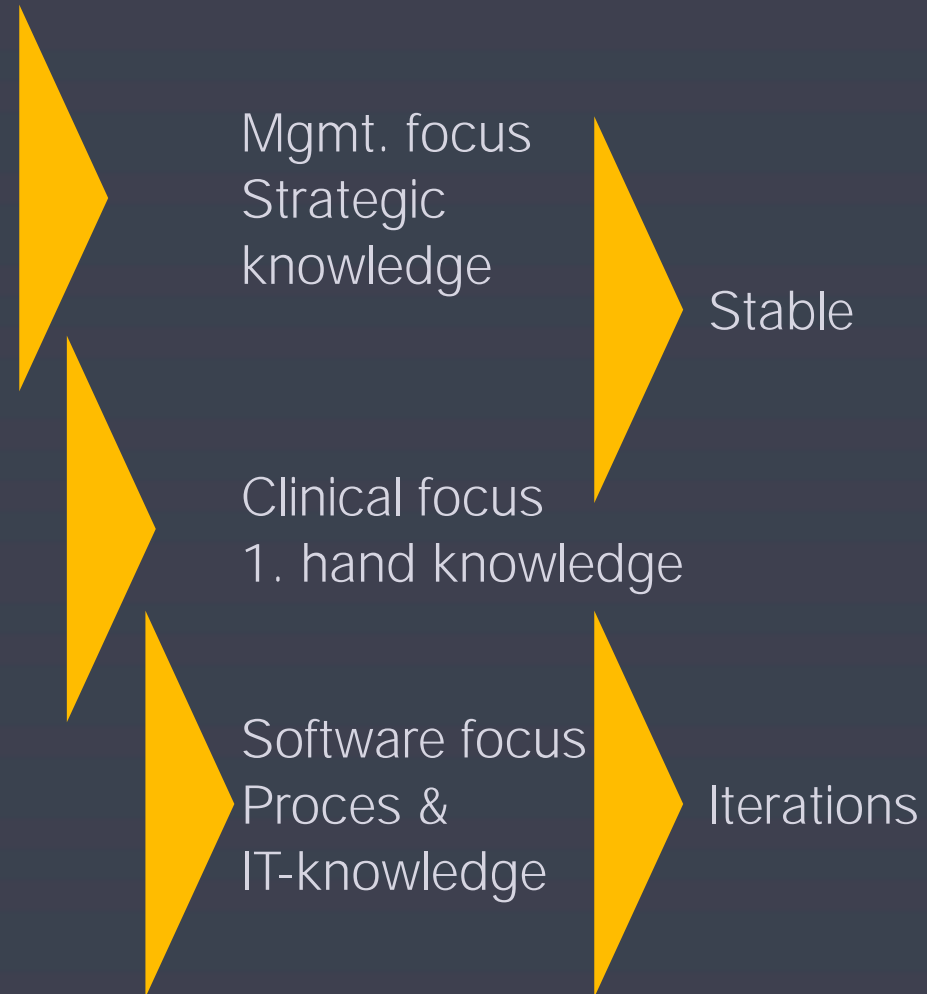 Mgmt. focus
Strategic
knowledge
Stable
Clinical focus
1. hand knowledge
Software focus
Proces &
IT-knowledge
Iterations